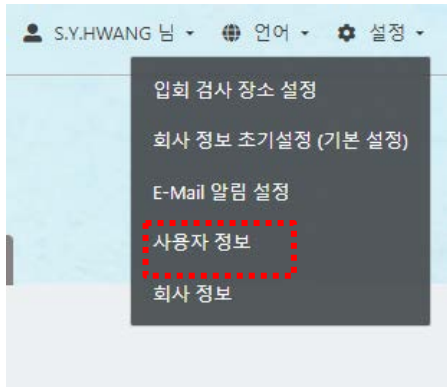 S.Y.HWANG 님 언어 설정
입회 검사 장소 설정
회사 정보 초기설정 (기본 설정)
E-Mail 알림 설정
사용자 정보
회사 정보